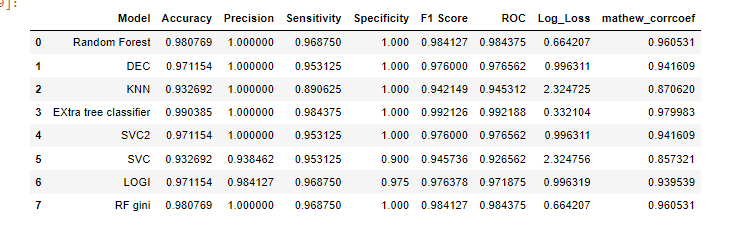 ]:
Model Accuracy Precision Sensitivity Specificity F1 Score ROC Log_Loss mathew_corrcoef
0 Random Forest 0.980769 1.000000 0.968750 1.000 0.984127 0.984375 0.664207 0.960531
1 DEC 0.971154 1.000000 0.953125 1.000 0.976000 0.976562 0.996311 0.941609
2 KNN 0.932692 1.000000 0.890625 1.000 0.942149 0.945312 2.324725 0.870620
3 EXtra tree classifier 0.990385 1.000000 0.984375 1.000 0.992126 0.992188 0.332104 0.979983
4 SVC2 0.971154 1.000000 0.953125 1.000 0.976000 0.976562 0.996311 0.941609
5 SVC 0.932692 0.938462 0.953125 0.900 0.945736 0.926562 2.324756 0.857321
6 LOGI 0.971154 0.984127 0.968750 0.975 0.976378 0.971875 0.996319 0.939539
7 RF gini 0.980769 1.000000 0.968750 1.000 0.984127 0.984375 0.664207 0.960531